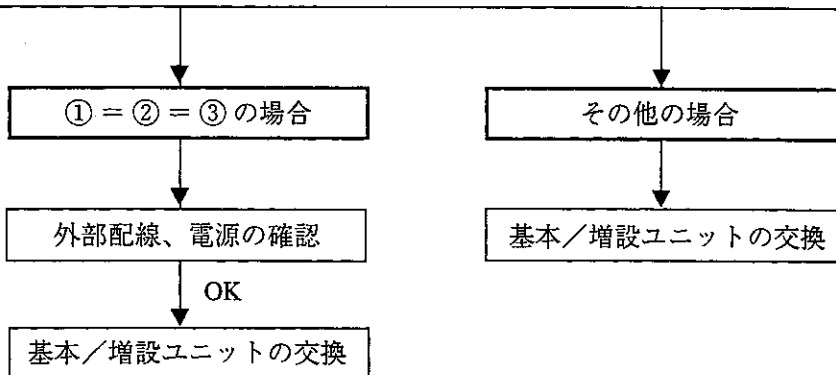 ① = ② = ③ の場合
その他の場合
外部配線、電源の確認
基本／増設ユニットの交換
OK
基本／増設ユニットの交換